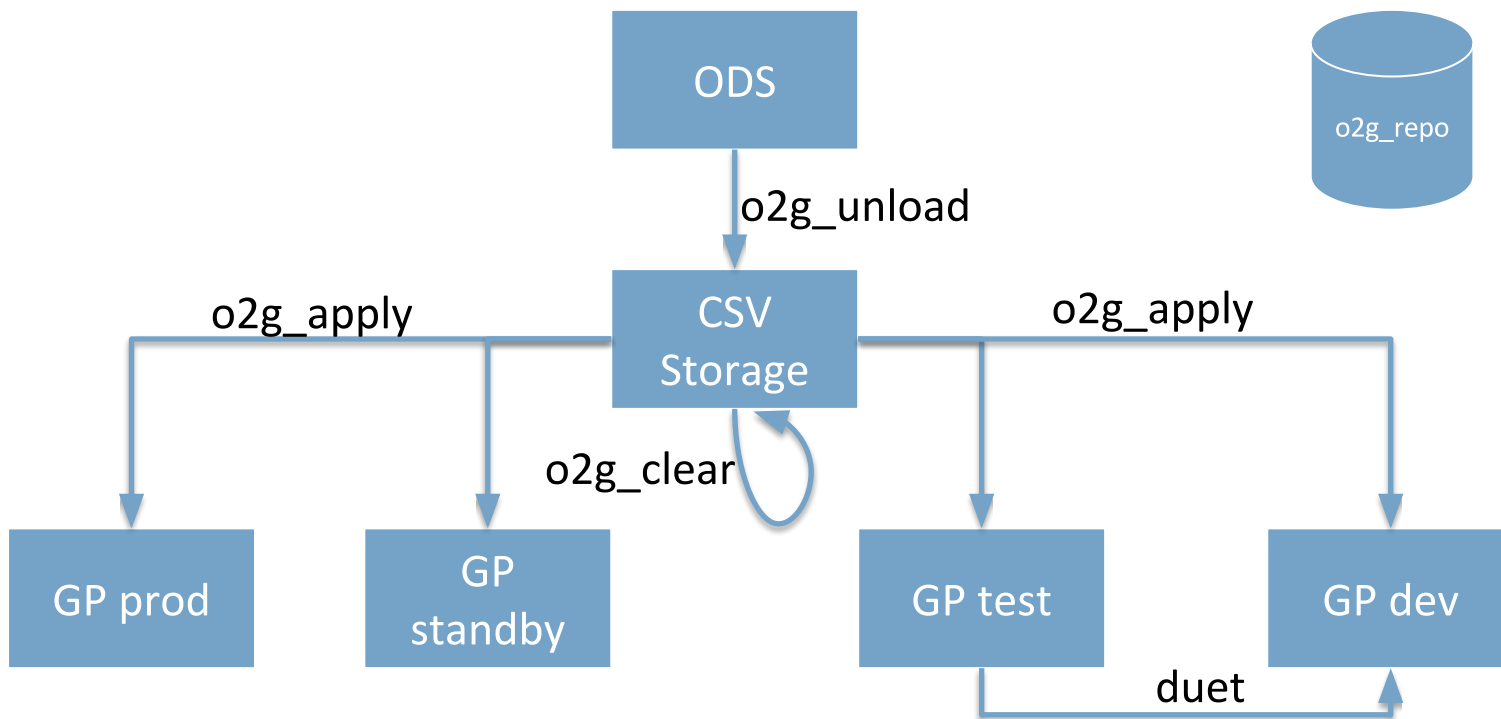 ODS
o2g_repo
o2g_unload
CSV
Storage
o2g_apply
o2g_apply
o2g_clear
GP prod
GP
standby
GP test
GP dev
duet